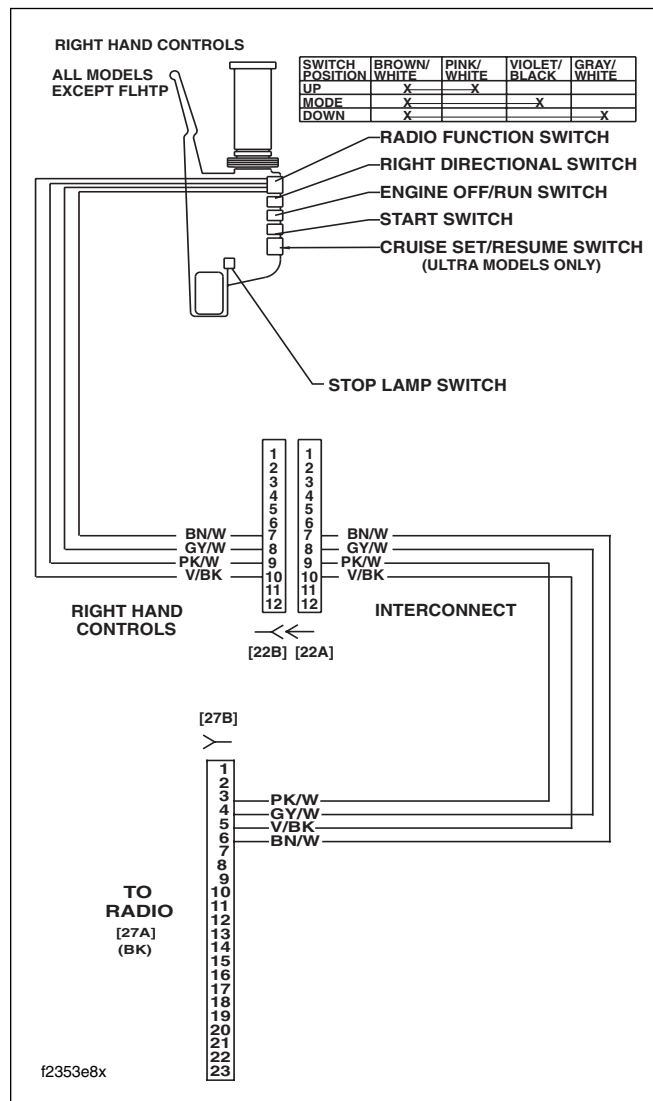 RIGHT HAND CONTROLS
ALL MODELS
EXCEPT FLHTP
SWITCH POSITION BROWN/WHITE PINK/WHITE VIOLET/BLACK GRAY/WHITE
UP X X
MODE X X
DOWN X X
RADIO FUNCTION SWITCH
RIGHT DIRECTIONAL SWITCH
ENGINE OFF/RUN SWITCH
START SWITCH
CRUISE SET/RESUME SWITCH
(ULTRA MODELS ONLY)
STOP LAMP SWITCH
1 1
2 2
3 3
4 4
5 5
6 6
BN/W 7 7 BN/W
GY/W 8 8 GY/W
PK/W 9 9 PK/W
V/BK 10 10 V/BK
11 11
12 12
RIGHT HAND
CONTROLS
INTERCONNECT
[22B] [22A]
[27B]
1
2
3 PK/W
4 GY/W
5 V/BK
6 BN/W
7
8
9
10
11
12
13
14
15
16
17
18
19
20
21
22
23
TO
RADIO
[27A]
(BK)
f2353e8x